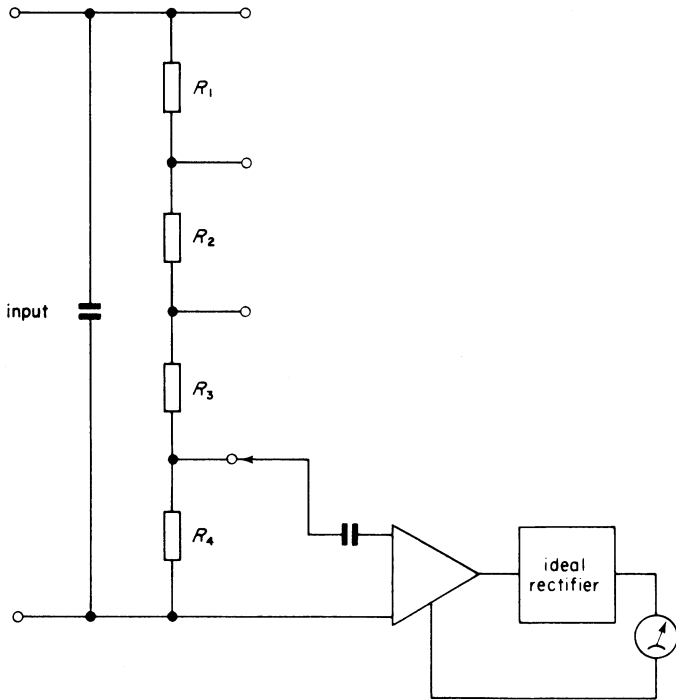 R₁
R₂
input
R₃
R₄
ideal
rectifier